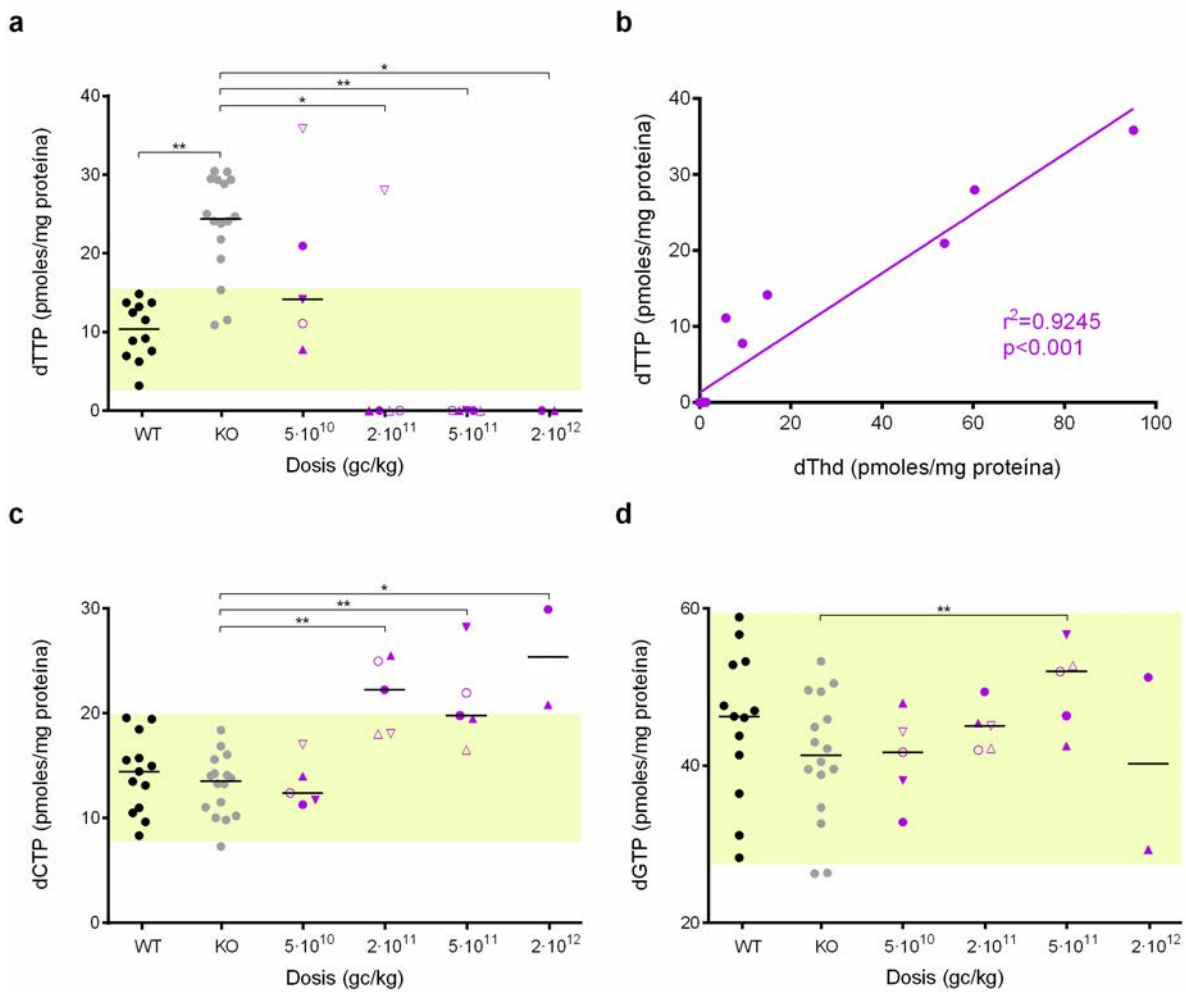 a
dTTP (pmoles/mg proteína)
40
30
20
10
0
**
*
**
*
WT KO 5·10¹⁰ 2·10¹¹ 5·10¹¹ 2·10¹²
Dosis (gc/kg)
b
dTTP (pmoles/mg proteína)
40
30
20
10
0
r²=0.9245
p<0.001
0 20 40 60 80 100
dThd (pmoles/mg proteína)
c
dCTP (pmoles/mg proteína)
30
20
10
0
*
**
**
WT KO 5·10¹⁰ 2·10¹¹ 5·10¹¹ 2·10¹²
Dosis (gc/kg)
d
dGTP (pmoles/mg proteína)
60
40
20
**
WT KO 5·10¹⁰ 2·10¹¹ 5·10¹¹ 2·10¹²
Dosis (gc/kg)